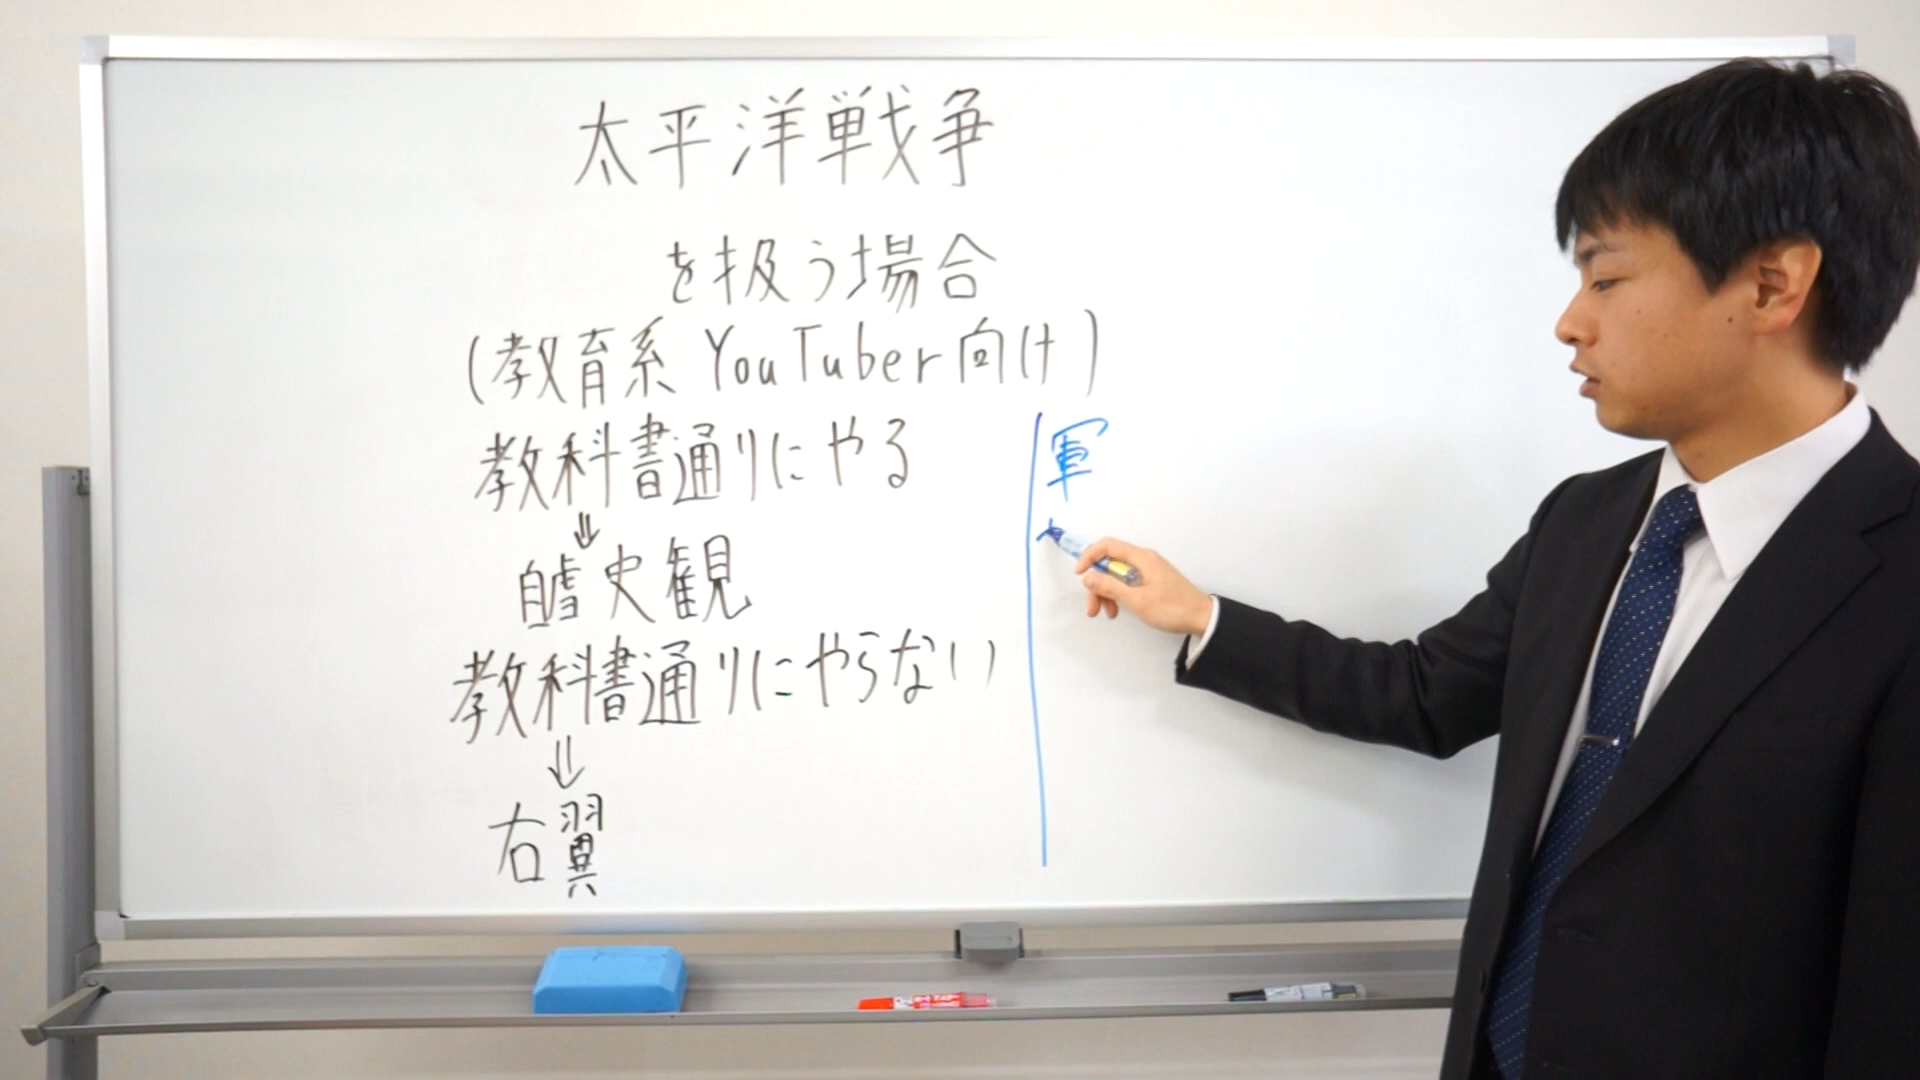 太平洋戦争
を扱う場合
(教育系 YouTuber向け)
教科書通りにやる
⇓
自虐史観
教科書通りにやらない
⇓
右翼
軍